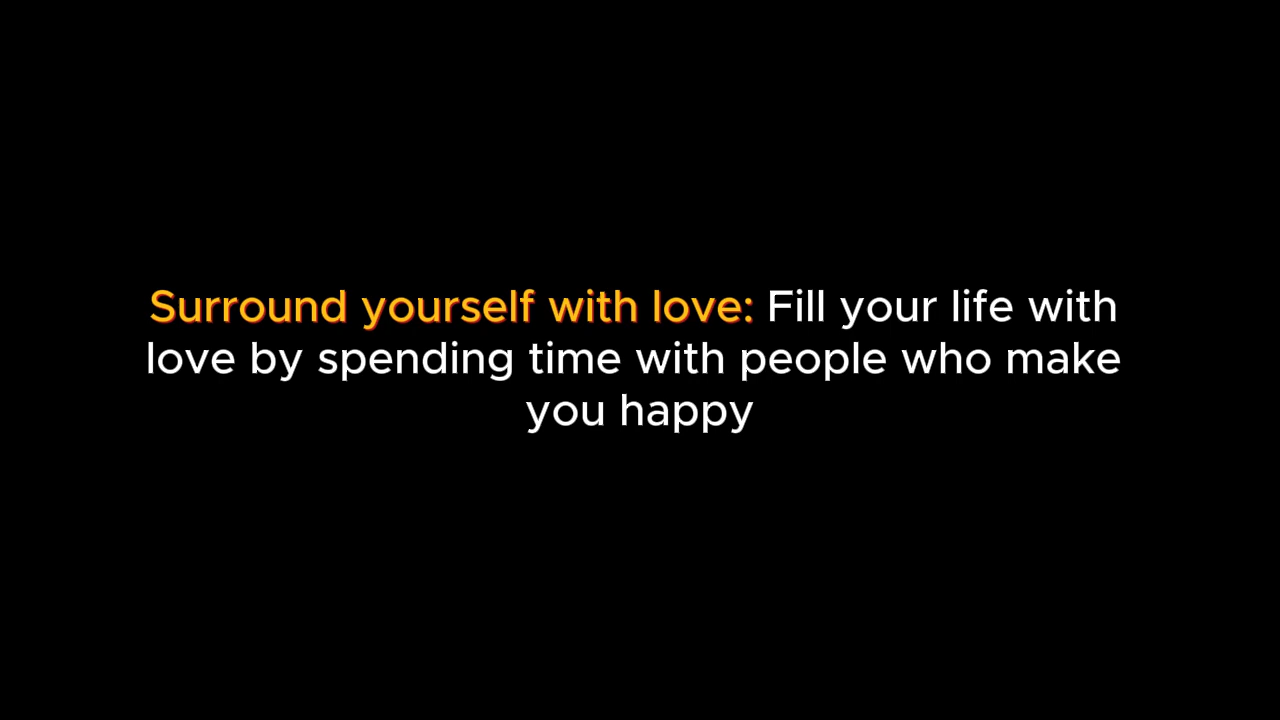 Surround yourself with love: Fill your life with
love by spending time with people who make
you happy